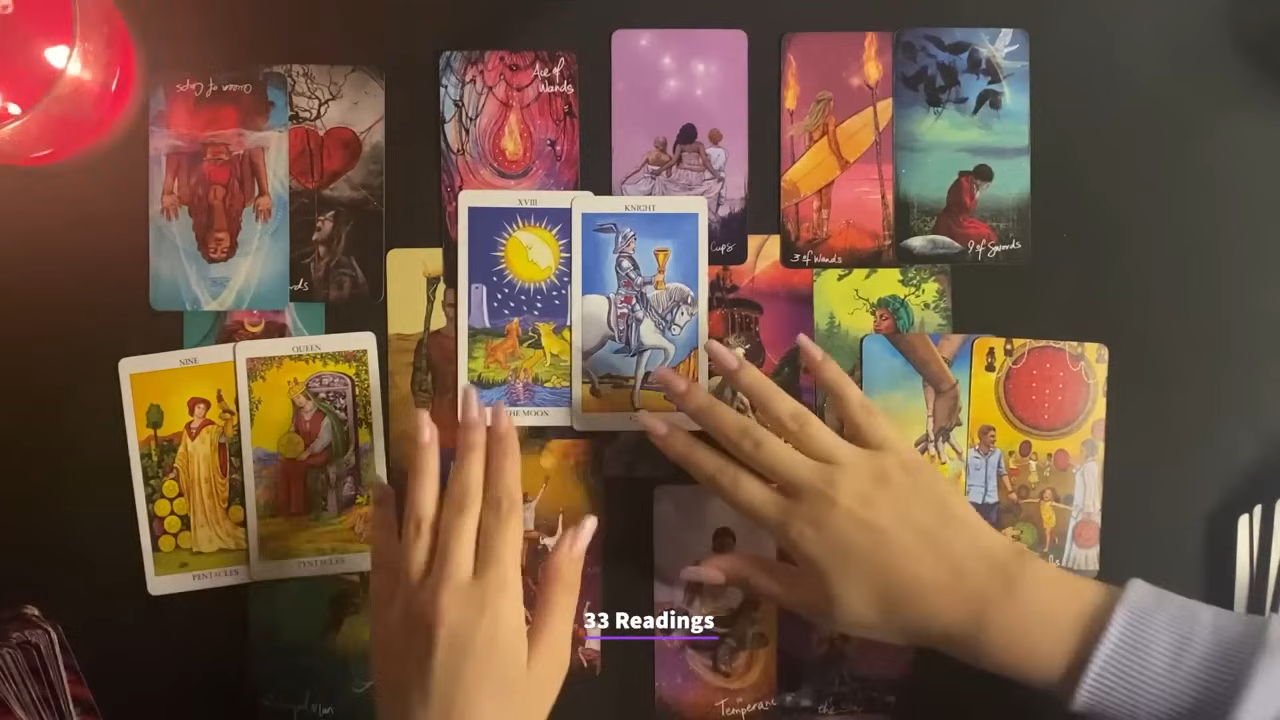 Queen of Cups
Ace of
Wands
XVIII
THE MOON
KNIGHT
Cups
3 of Wands
9 of Swords
NINE
PENTACLES
QUEEN
PENTACLES
33 Readings